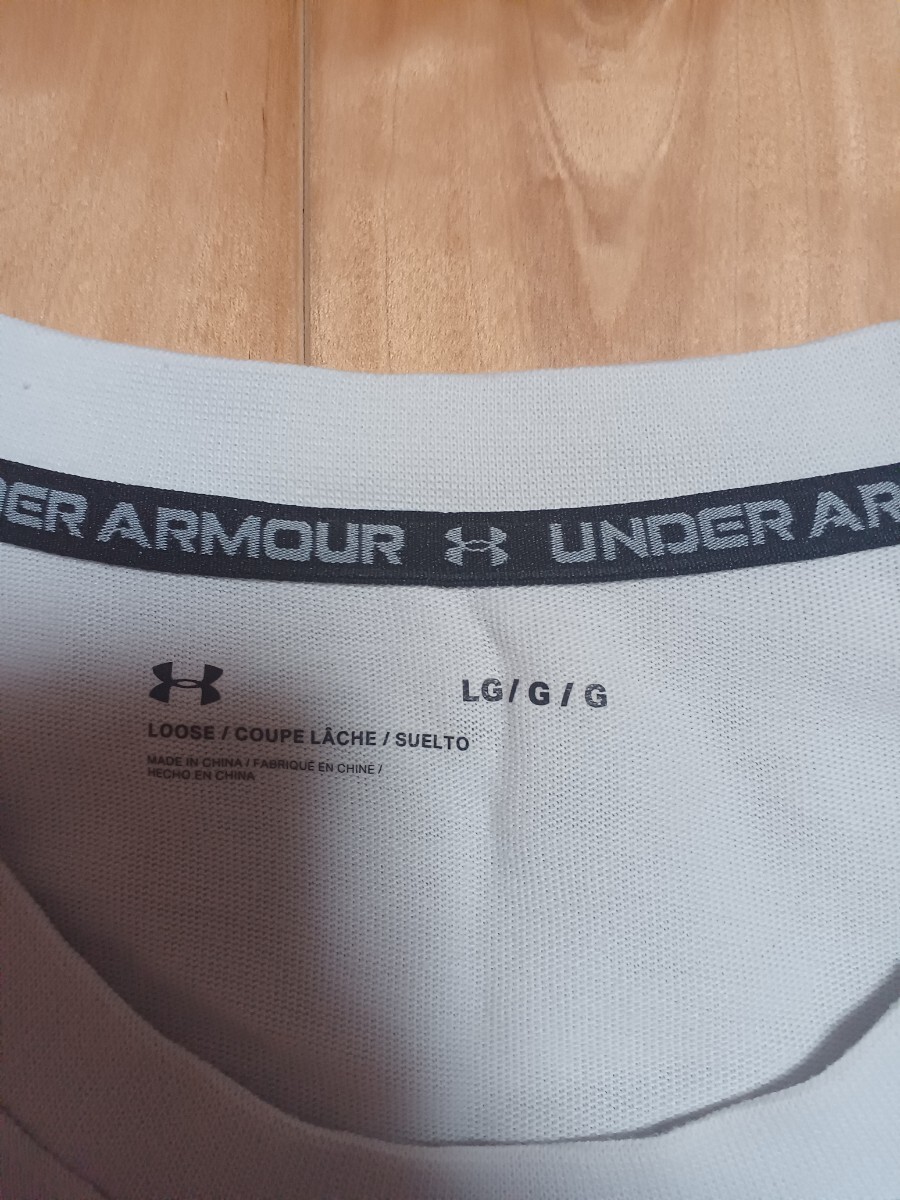 DER ARMOUR UNDER AR
LG / G / G
LOOSE / COUPE LÂCHE / SUELTO
MADE IN CHINA / FABRIQUÉ EN CHINE /
HECHO EN CHINA